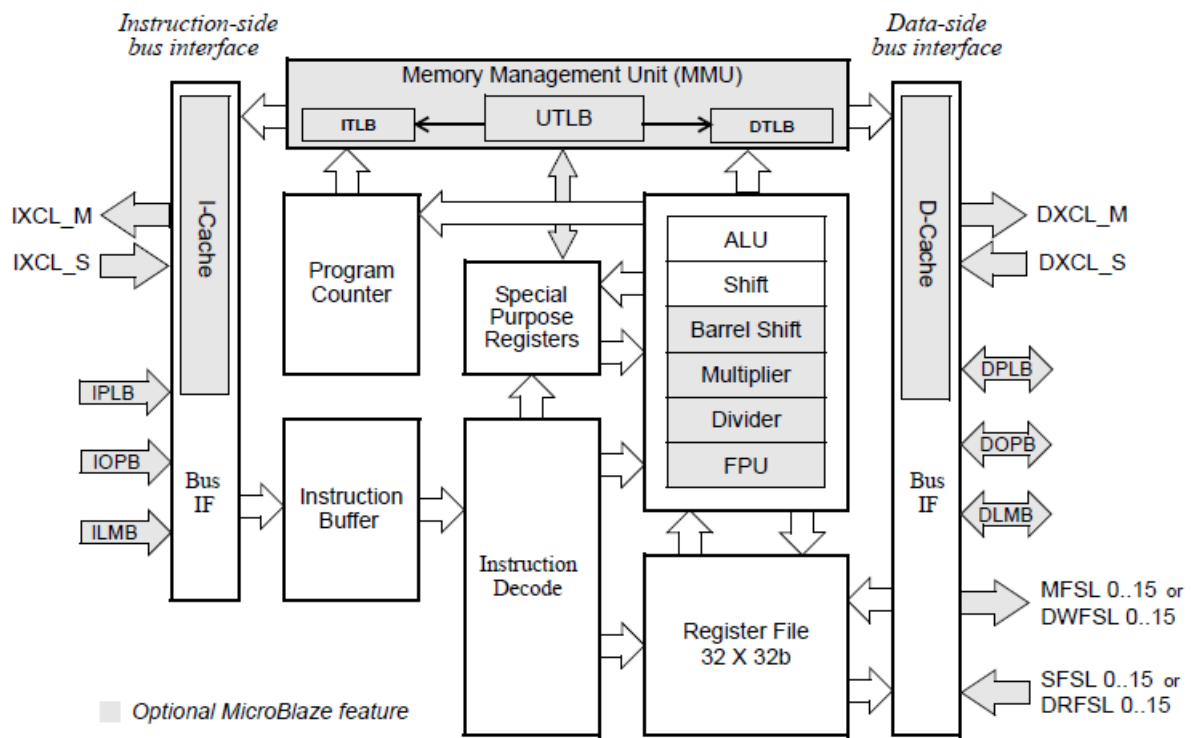 Instruction-side
bus interface
Data-side
bus interface
Memory Management Unit (MMU)
ITLB
UTLB
DTLB
I-Cache
D-Cache
IXCL_M
IXCL_S
DXCL_M
DXCL_S
Program
Counter
Special
Purpose
Registers
ALU
Shift
Barrel Shift
Multiplier
Divider
FPU
IPLB
IOPB
ILMB
Bus
IF
Instruction
Buffer
Instruction
Decode
Register File
32 X 32b
Bus
IF
DPLB
DOPB
DLMB
MFSL 0..15 or
DWFSL 0..15
SFSL 0..15 or
DRFSL 0..15
Optional MicroBlaze feature